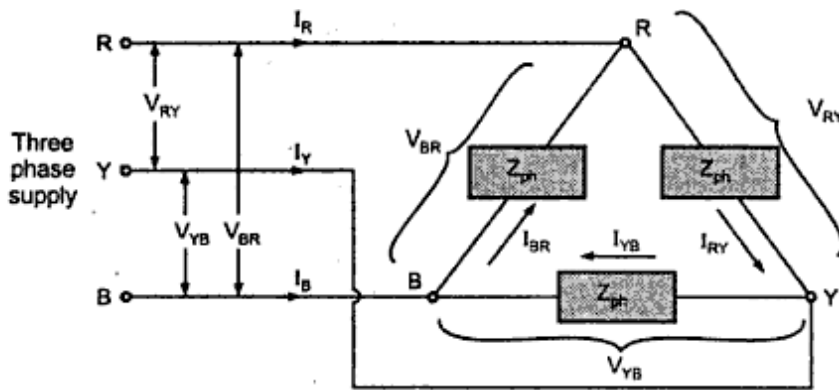 R
I_R
R
V_RY
V_RY
V_BR
Three
phase
supply
Y
I_Y
Z_ph
Z_ph
V_YB
V_BR
I_BR
I_YB
I_RY
B
I_B
B
Z_ph
Y
V_YB